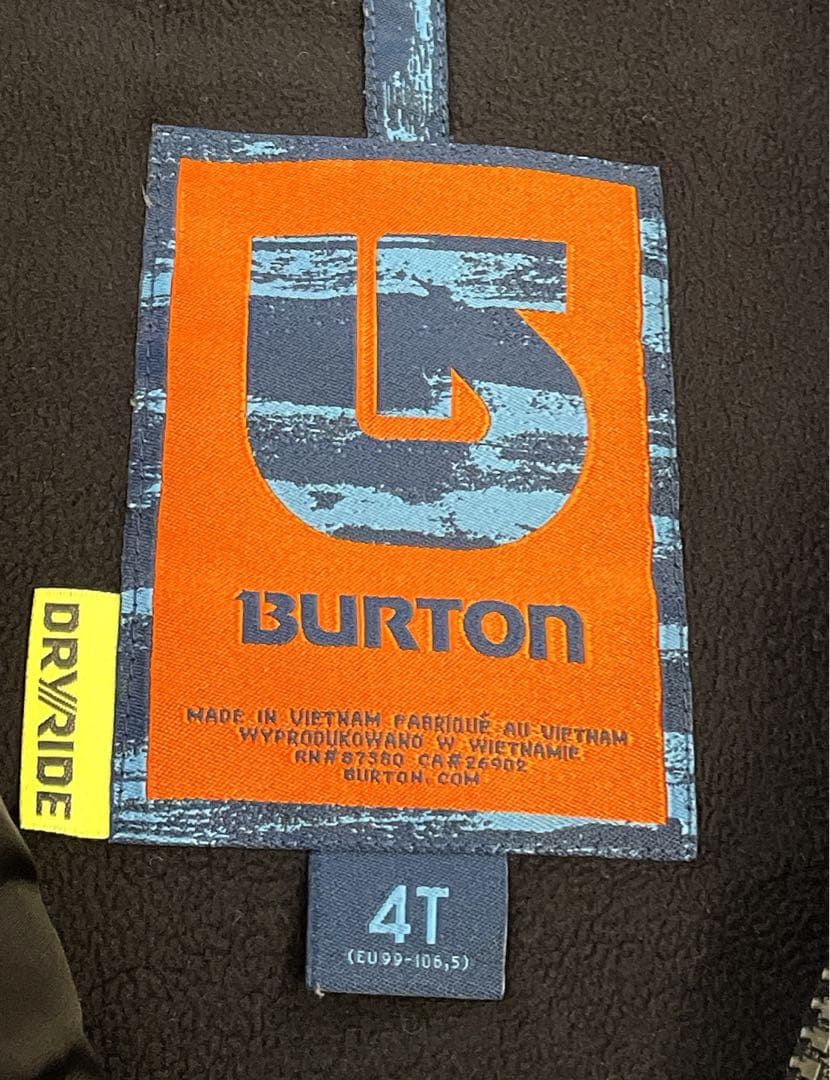 BURTON
MADE IN VIETNAM FABRIQUÉ AU VIETNAM
WYPRODUKOWANO W WIETNAMIE
RN#87580 CA#26902
BURTON.COM
DRY//RIDE
4T
(EU99-106,5)